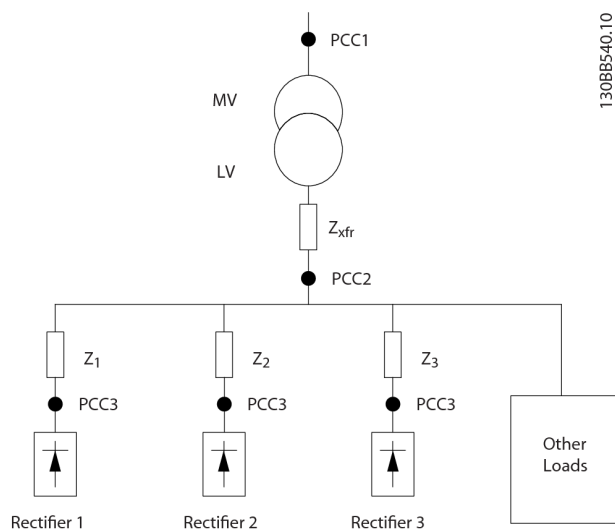 PCC1
MV
LV
Zxfr
PCC2
Z1
Z2
Z3
PCC3
PCC3
PCC3
Other
Loads
Rectifier 1
Rectifier 2
Rectifier 3
130BB540.10